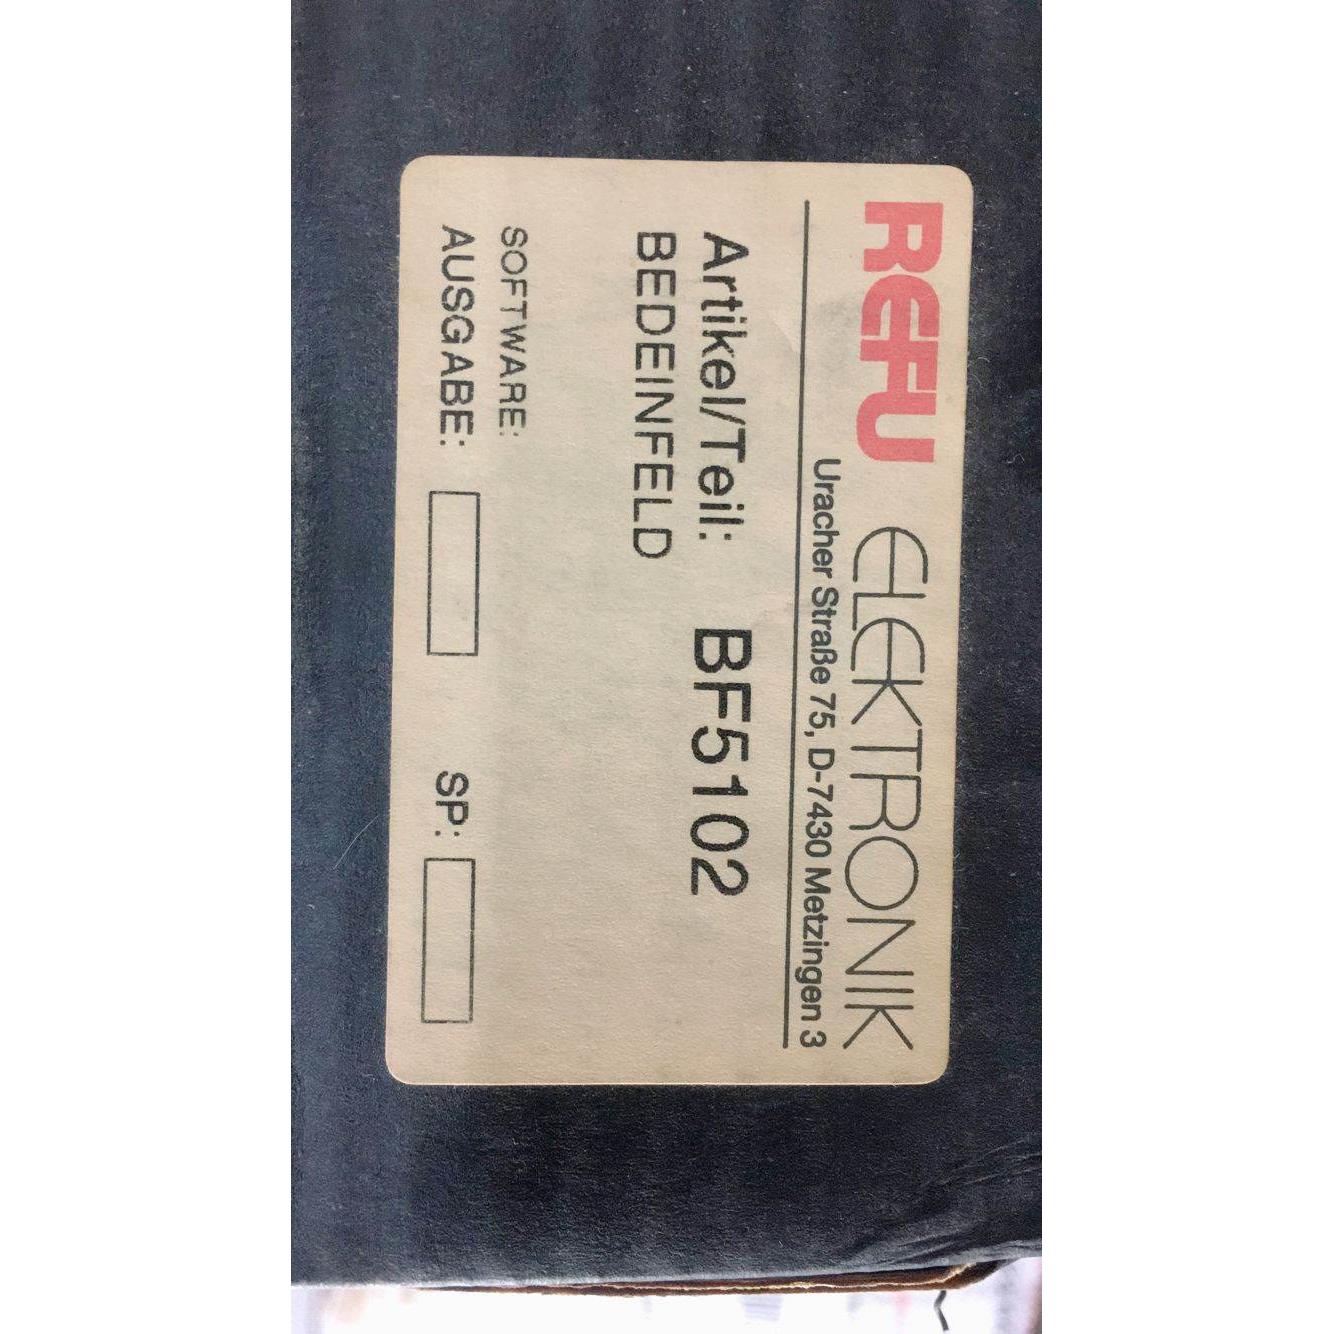 REFU ELEKTRONIK
Uracher Straße 75, D-7430 Metzingen 3
Artikel/Teil: BF5102
BEDEINFELD
SOFTWARE:
AUSGABE: SP: